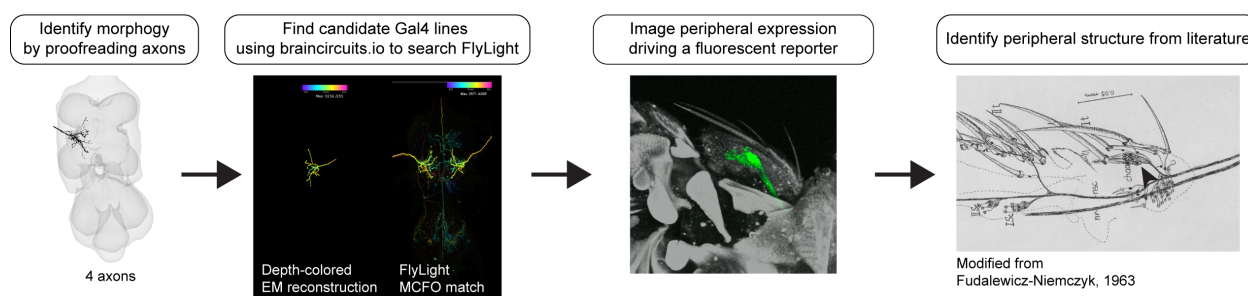 Identify morphogy
by proofreading axons
Find candidate Gal4 lines
using braincircuits.io to search FlyLight
Image peripheral expression
driving a fluorescent reporter
Identify peripheral structure from literature
4 axons
Depth-colored
EM reconstruction
FlyLight
MCFO match
Modified from
Fudalewicz-Niemczyk, 1963